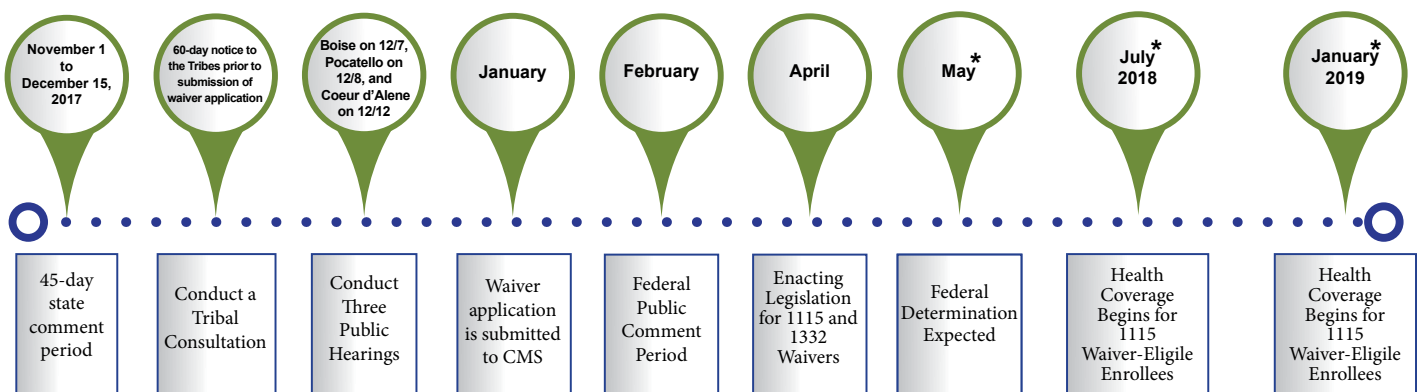 November 1
to
December 15,
2017
60-day notice to
the Tribes prior to
submission of
waiver application
Boise on 12/7,
Pocatello on
12/8, and
Coeur d’Alene
on 12/12
January
February
April
May*
July*
2018
January*
2019
45-day
state
comment
period
Conduct a
Tribal
Consultation
Conduct
Three
Public
Hearings
Waiver
application
is submitted
to CMS
Federal
Public
Comment
Period
Enacting
Legislation
for 1115 and
1332
Waivers
Federal
Determination
Expected
Health
Coverage
Begins for
1115
Waiver-Eligile
Enrollees
Health
Coverage
Begins for
1115
Waiver-Eligile
Enrollees